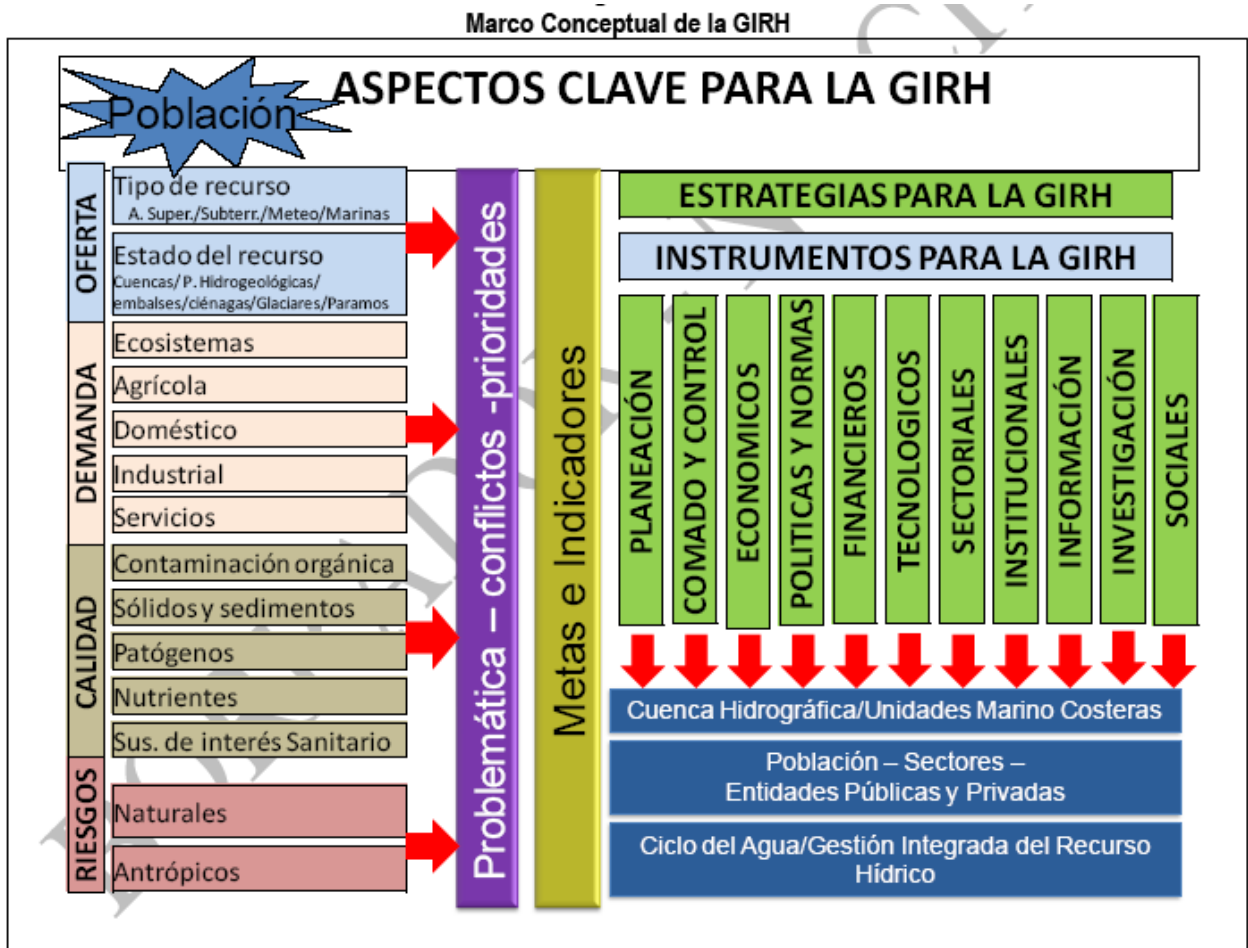 Marco Conceptual de la GIRH
ASPECTOS CLAVE PARA LA GIRH
Población
OFERTA
Tipo de recurso
A. Super./Subterr./Meteo/Marinas
Estado del recurso
Cuencas/ P. Hidrogeológicas/
embalses/ciénagas/Glaciares/Paramos
DEMANDA
Ecosistemas
Agrícola
Doméstico
Industrial
Servicios
CALIDAD
Contaminación orgánica
Sólidos y sedimentos
Patógenos
Nutrientes
Sus. de interés Sanitario
RIESGOS
Naturales
Antrópicos
Problemática – conflictos -prioridades
Metas e Indicadores
ESTRATEGIAS PARA LA GIRH
INSTRUMENTOS PARA LA GIRH
PLANEACIÓN
COMADO Y CONTROL
ECONOMICOS
POLITICAS Y NORMAS
FINANCIEROS
TECNOLOGICOS
SECTORIALES
INSTITUCIONALES
INFORMACIÓN
INVESTIGACIÓN
SOCIALES
Cuenca Hidrográfica/Unidades Marino Costeras
Población – Sectores –
Entidades Públicas y Privadas
Ciclo del Agua/Gestión Integrada del Recurso
Hídrico